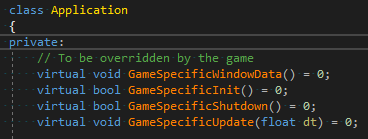 class Application
{
private:
// To be overridden by the game
virtual void GameSpecificWindowData() = 0;
virtual bool GameSpecificInit() = 0;
virtual bool GameSpecificShutdown() = 0;
virtual void GameSpecificUpdate(float dt) = 0;